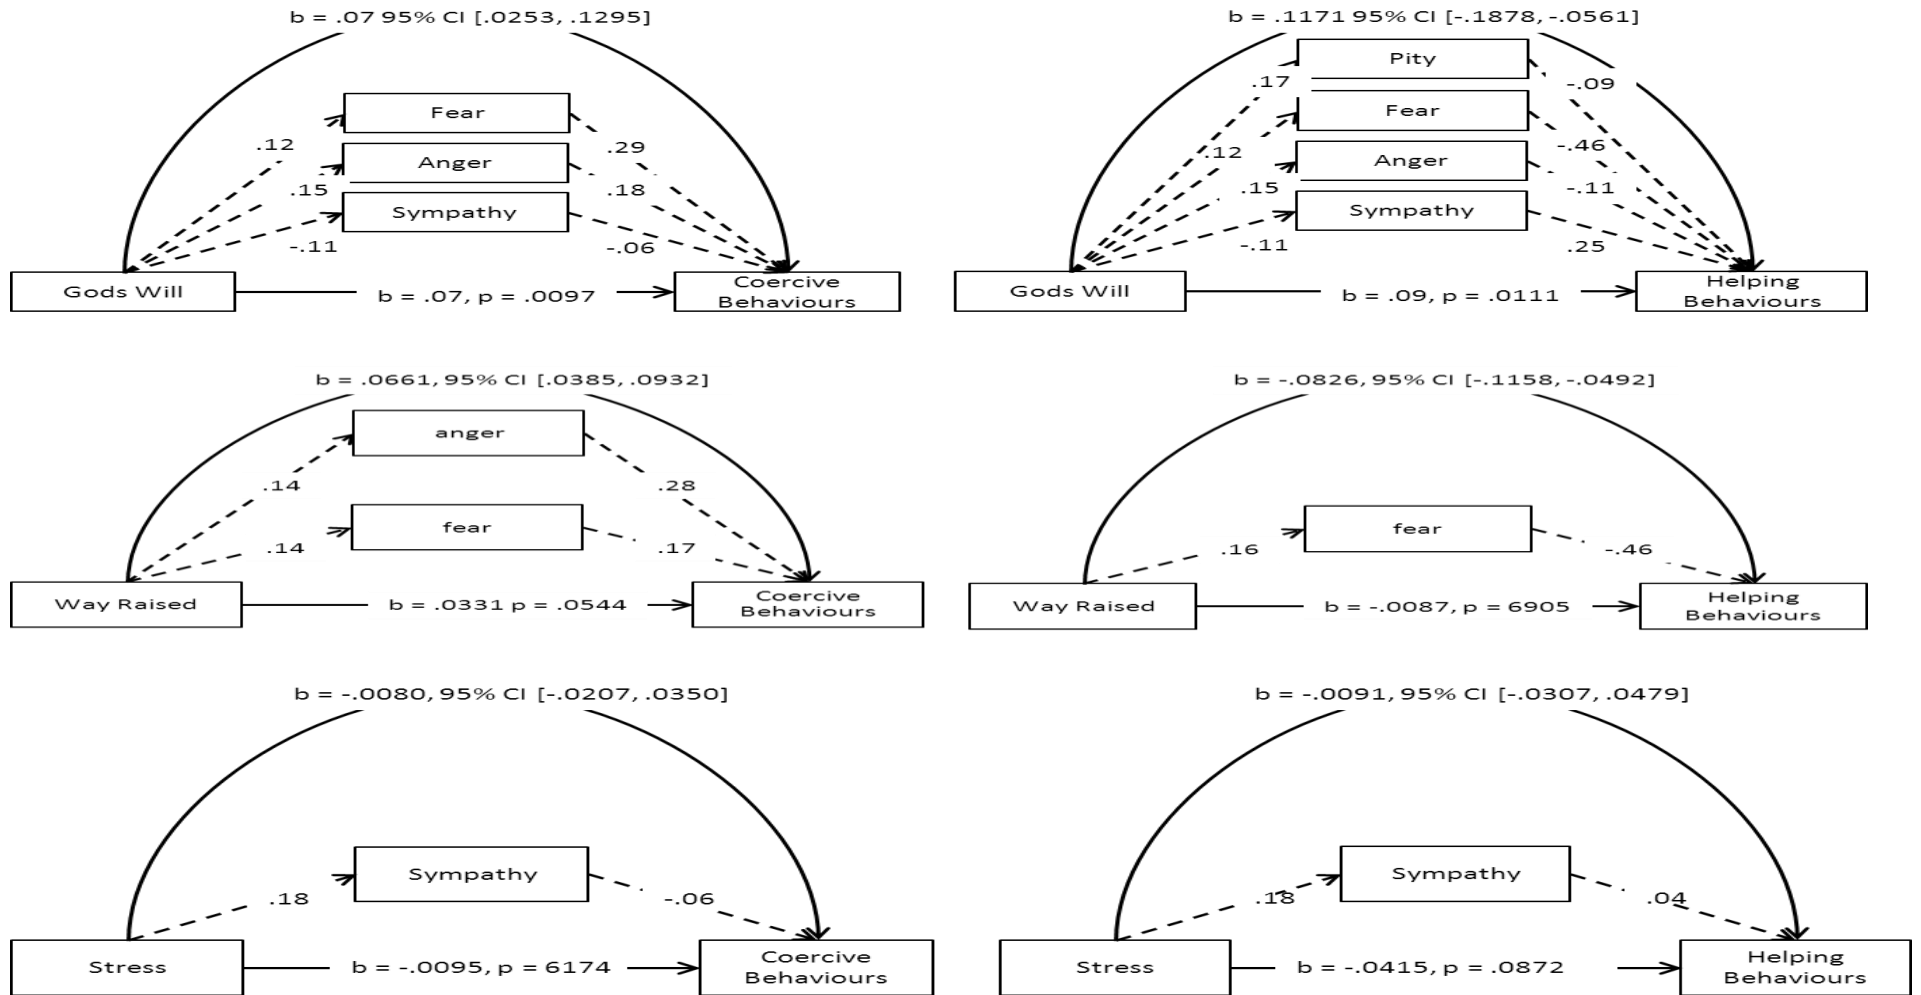 b = .07 95% CI [.0253, .1295]
Fear
.12
.29
Anger
.15
.18
Sympathy
-.11
-.06
Gods Will
b = .07, p = .0097
Coercive
Behaviours
b = .1171 95% CI [-.1878, -.0561]
Pity
.17
-.09
Fear
.12
-.46
Anger
.15
-.11
Sympathy
-.11
.25
Gods Will
b = .09, p = .0111
Helping
Behaviours
b = .0661, 95% CI [.0385, .0932]
anger
.14
.28
fear
.14
.17
Way Raised
b = .0331 p = .0544
Coercive
Behaviours
b = -.0826, 95% CI [-.1158, -.0492]
fear
.16
-.46
Way Raised
b = -.0087, p = 6905
Helping
Behaviours
b = -.0080, 95% CI [-.0207, .0350]
Sympathy
.18
-.06
Stress
b = -.0095, p = 6174
Coercive
Behaviours
b = -.0091, 95% CI [-.0307, .0479]
Sympathy
.18
.04
Stress
b = -.0415, p = .0872
Helping
Behaviours